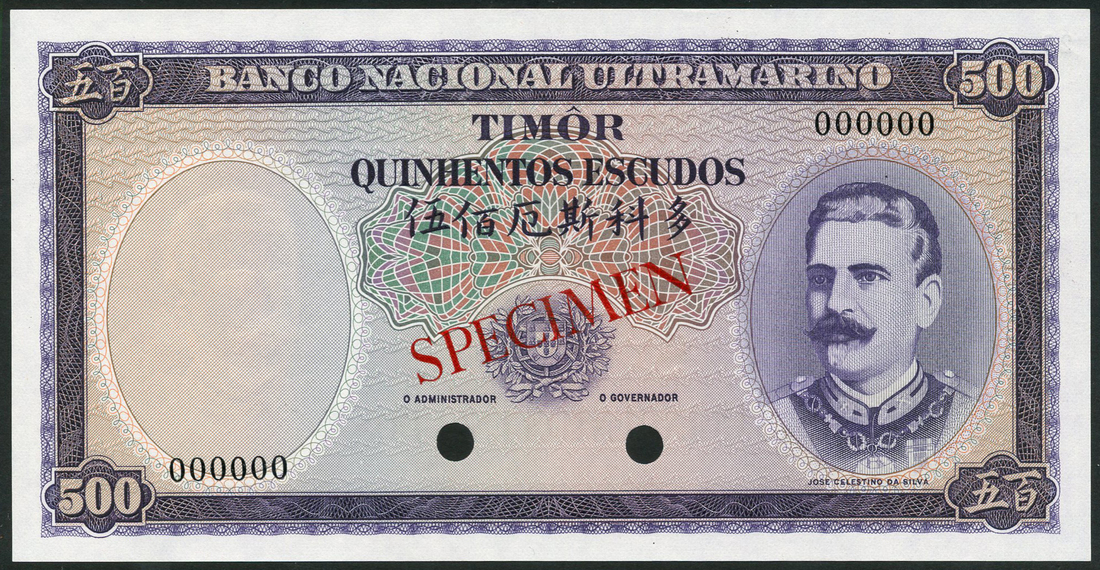 五百
BANCO NACIONAL ULTRAMARINO
500
TIMÔR
000000
QUINHENTOS ESCUDOS
伍佰厄斯科多
SPECIMEN
O ADMINISTRADOR
O GOVERNADOR
000000
JOSÉ CELESTINO DA SILVA
500
五百